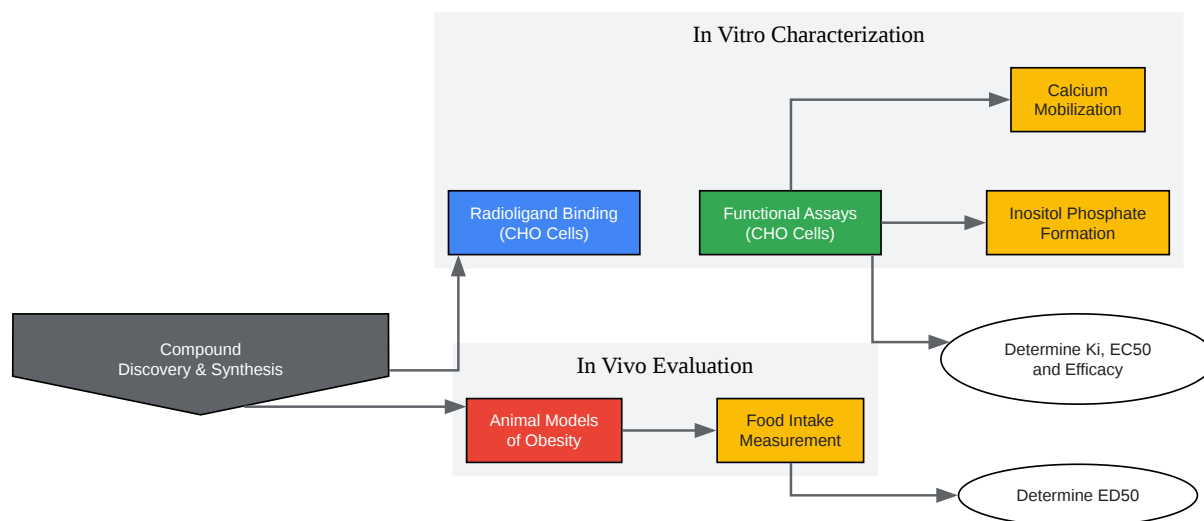 In Vitro Characterization
Calcium
Mobilization
Radioligand Binding
(CHO Cells)
Functional Assays
(CHO Cells)
Inositol Phosphate
Formation
Compound
Discovery & Synthesis
Determine Ki, EC50
and Efficacy
In Vivo Evaluation
Animal Models
of Obesity
Food Intake
Measurement
Determine ED50